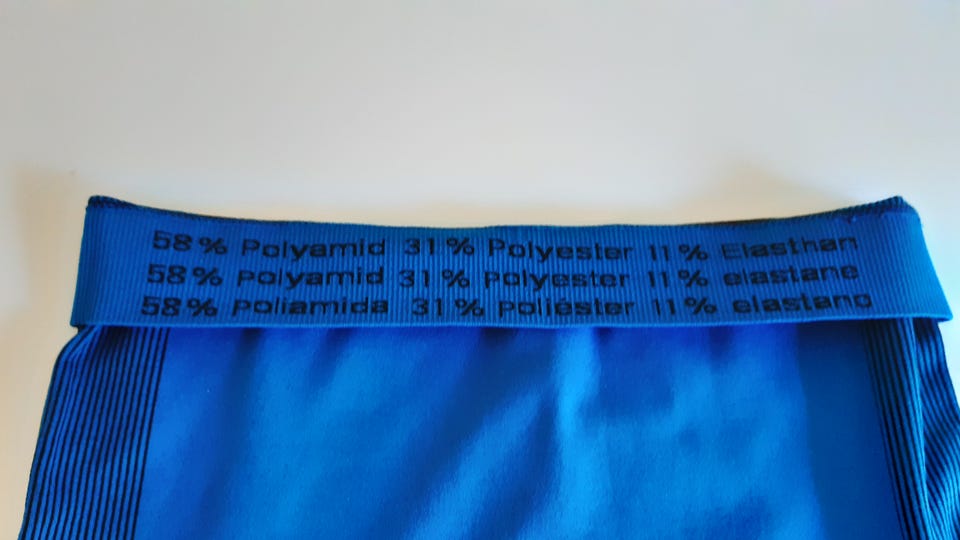 58% Polyamid 31% Polyester 11% Elasthan
58% polyamid 31% polyester 11% elastane
58% poliamida 31% poliéster 11% elastano